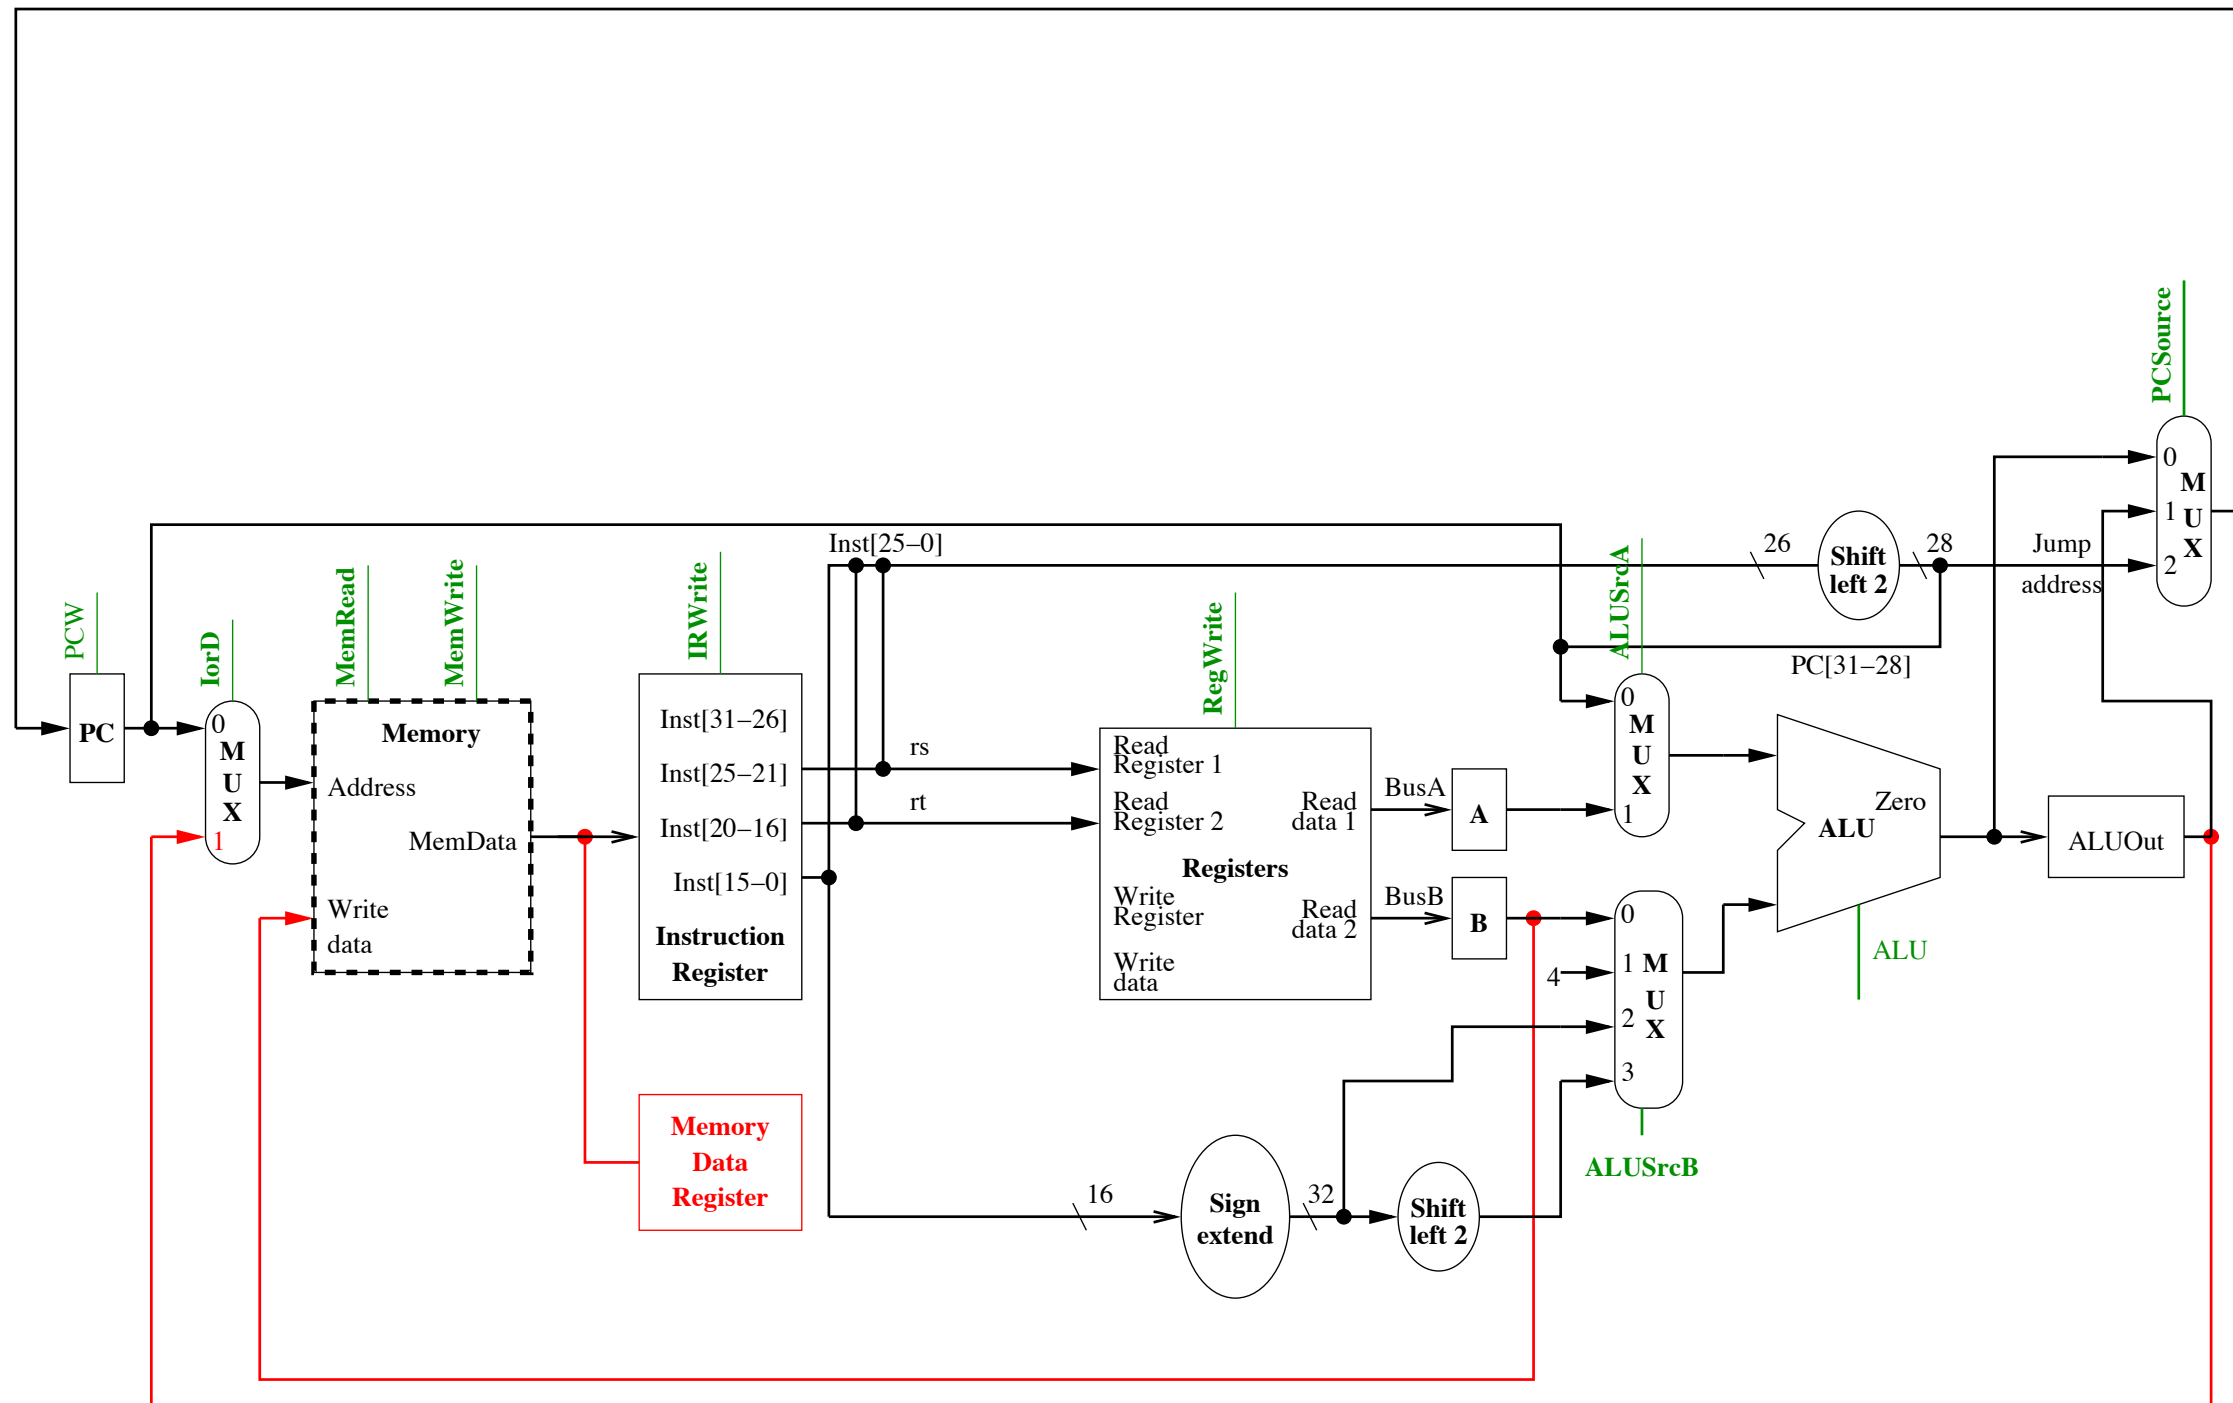 PCSource
0
M
1
U
X
2
Inst[25–0]
26
Shift
left 2
28
Jump
address
PCW
IorD
MemRead
MemWrite
IRWrite
RegWrite
ALUSrcA
PC[31–28]
PC
0
M
U
X
1
Memory
Address
MemData
Write
data
Inst[31–26]
Inst[25–21]
Inst[20–16]
Inst[15–0]
Instruction
Register
rs
rt
Read
Register 1
Read
Register 2
Read
data 1
Registers
Write
Register
Read
data 2
Write
data
BusA
A
BusB
B
0
M
U
X
1
0
4
1 M
U
2
X
3
ALUSrcB
Zero
ALU
ALU
ALUOut
Memory
Data
Register
16
Sign
extend
32
Shift
left 2